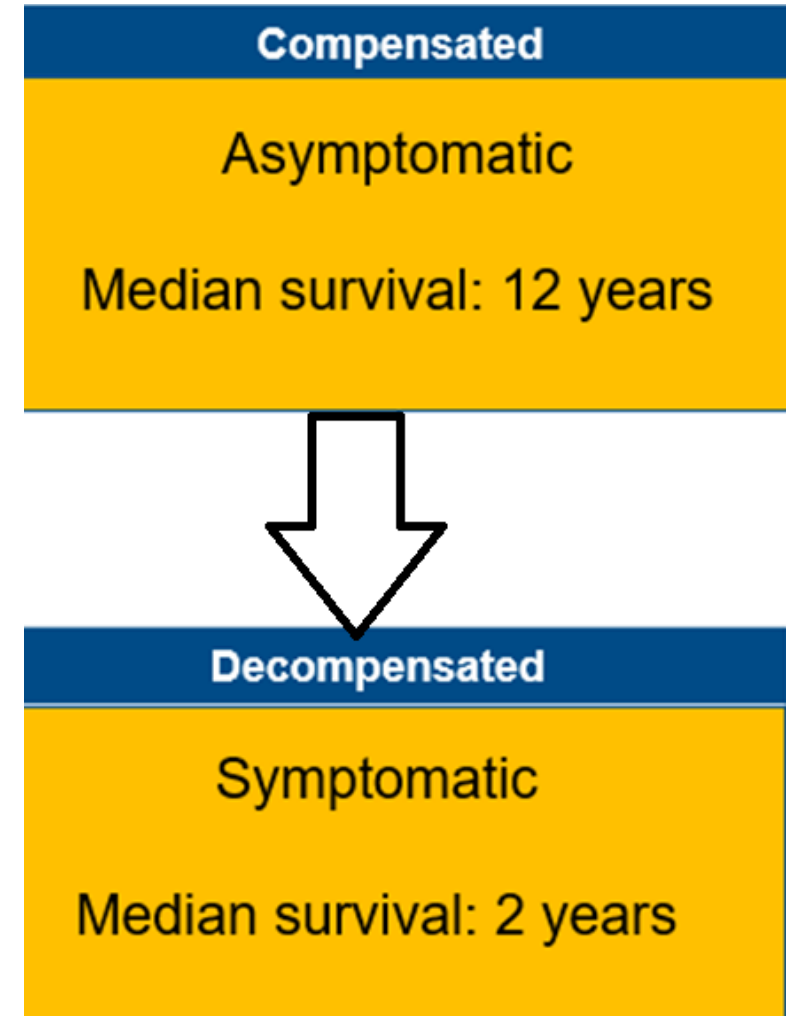 Compensated
Asymptomatic
Median survival: 12 years
Decompensated
Symptomatic
Median survival: 2 years